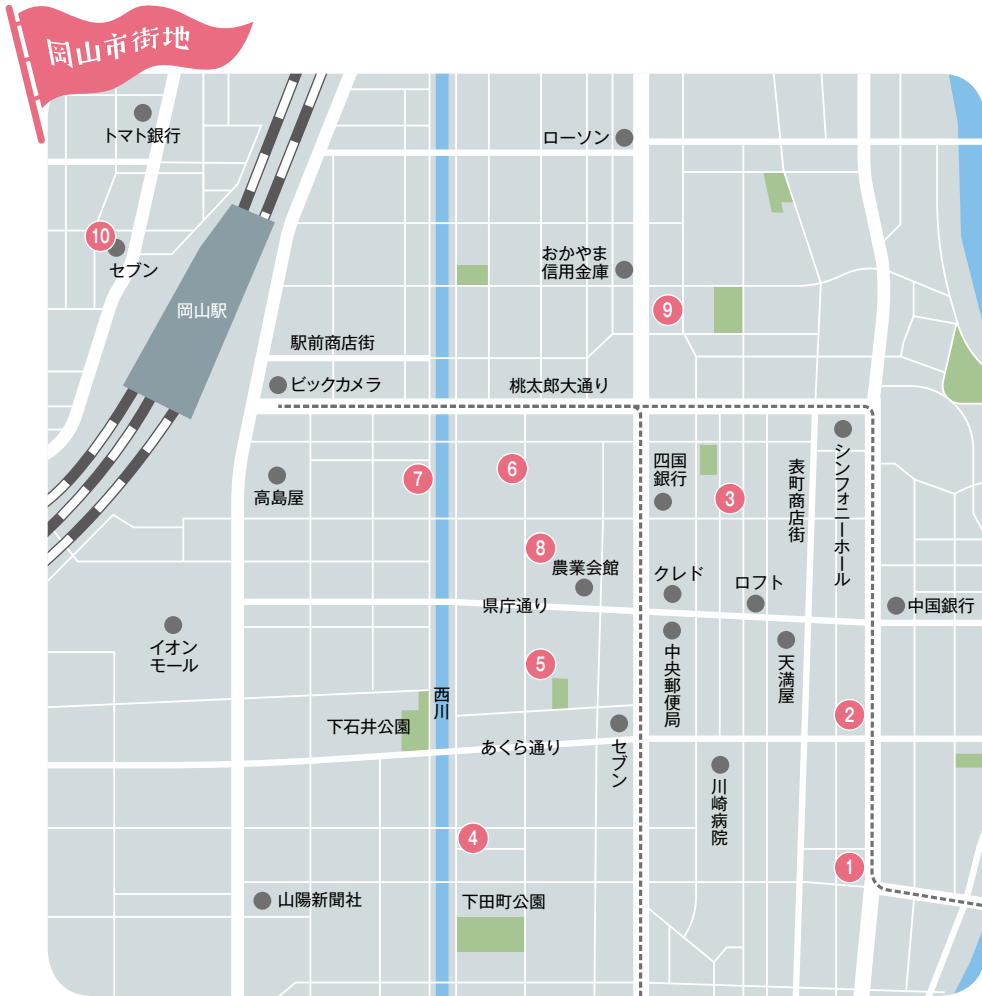 岡山市街地
トマト銀行
ローソン
10
セブン
おかやま
信用金庫
岡山駅
9
駅前商店街
ビックカメラ
桃太郎大通り
シンフォニーホール
四国
銀行
表町商店街
6
7
高島屋
3
8
農業会館
クレド
ロフト
県庁通り
中国銀行
イオン
モール
5
中央郵便局
天満屋
西川
下石井公園
2
あくら通り
セブン
川崎病院
4
1
山陽新聞社
下田町公園